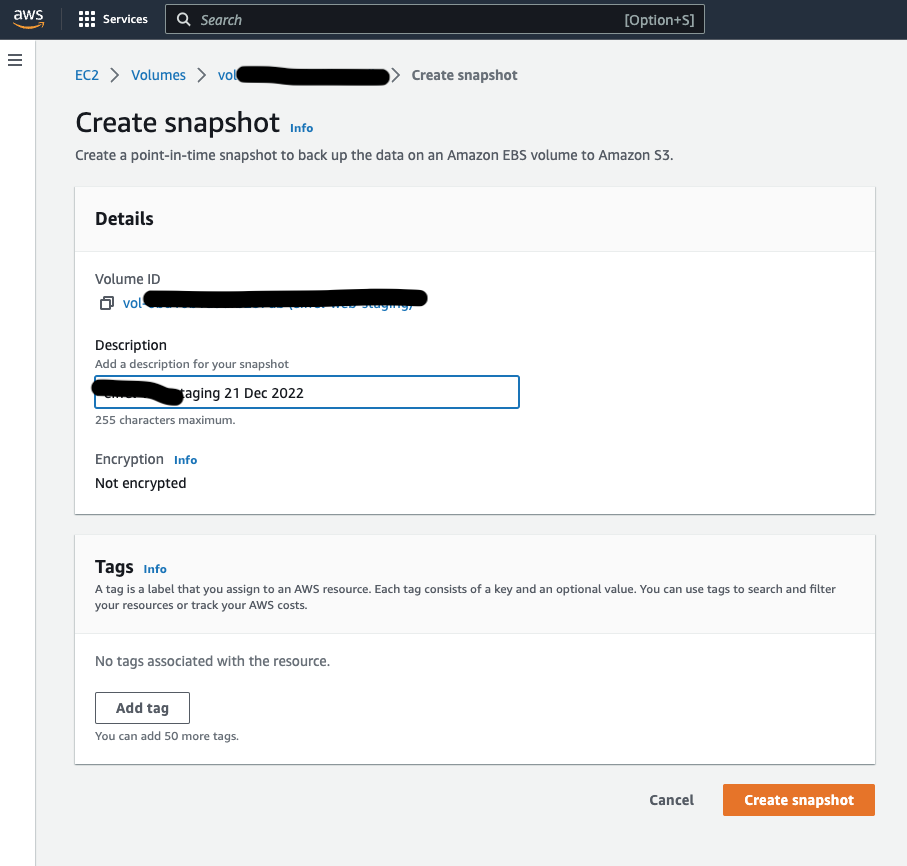 aws
Services
Search
[Option+S]
EC2 > Volumes > vol > Create snapshot
Create snapshot Info
Create a point-in-time snapshot to back up the data on an Amazon EBS volume to Amazon S3.
Details
Volume ID
vol-
Description
Add a description for your snapshot
21 Dec 2022
255 characters maximum.
Encryption Info
Not encrypted
Tags Info
A tag is a label that you assign to an AWS resource. Each tag consists of a key and an optional value. You can use tags to search and filter
your resources or track your AWS costs.
No tags associated with the resource.
Add tag
You can add 50 more tags.
Cancel
Create snapshot